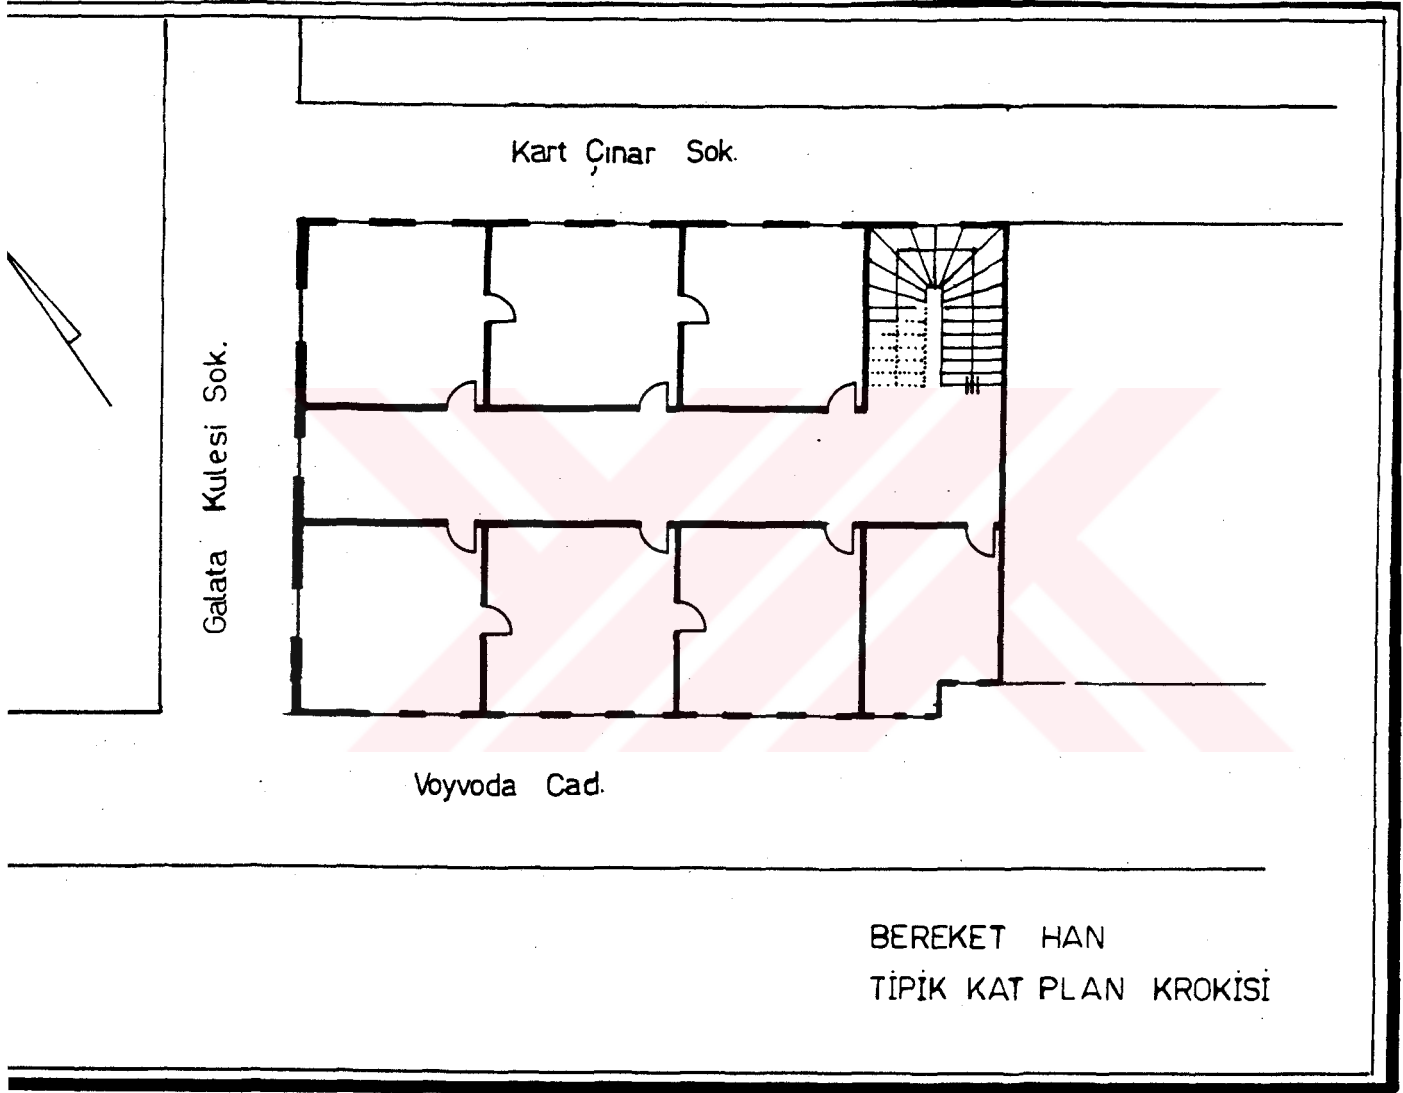 Kart Çınar Sok.
Galata Kulesi Sok.
Voyvoda Cad.
BEREKET HAN
TİPİK KAT PLAN KROKİSİ